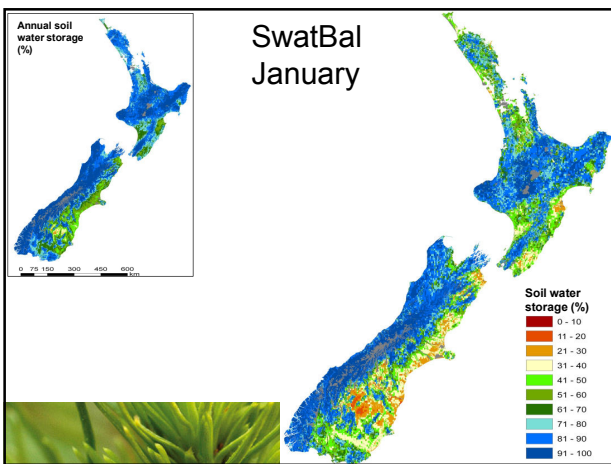 Annual soil
water storage
(%)
SwatBal
January
0 75 150 300 450 600
km
Soil water
storage (%)
0 - 10
11 - 20
21 - 30
31 - 40
41 - 50
51 - 60
61 - 70
71 - 80
81 - 90
91 - 100